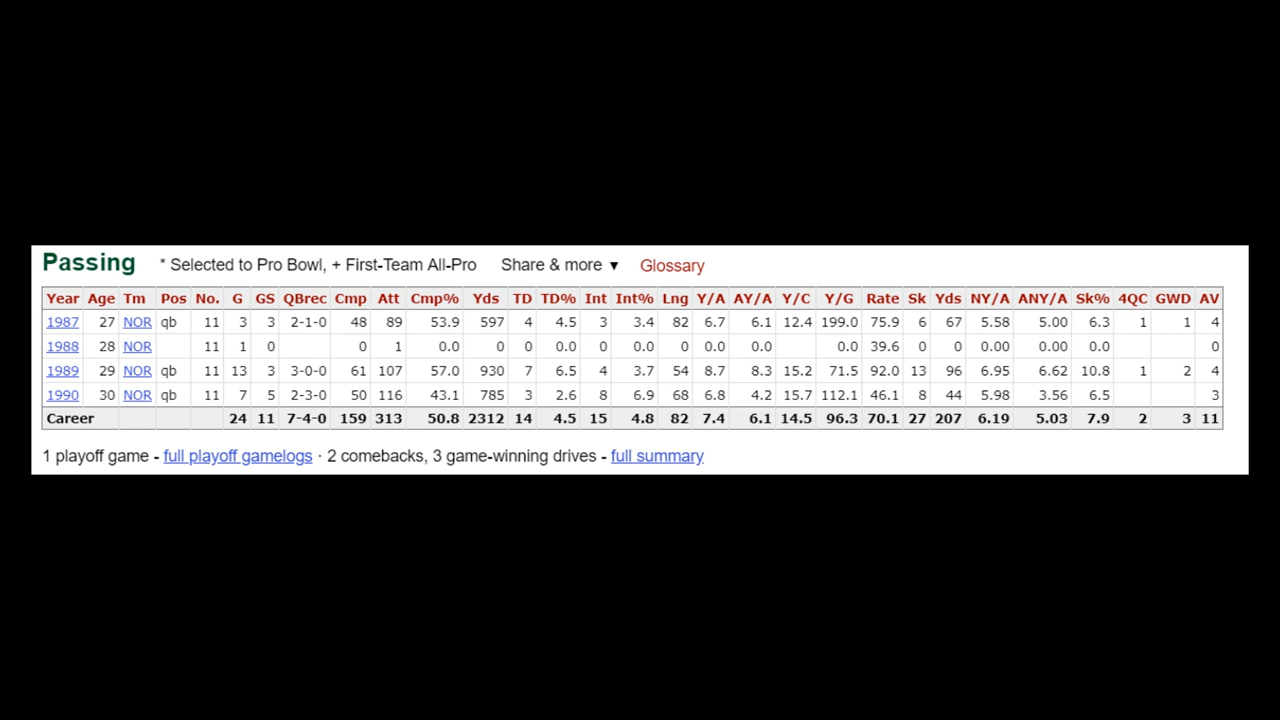 Passing * Selected to Pro Bowl, + First-Team All-Pro Share & more ▼ Glossary
Year Age Tm Pos No. G GS QBrec Cmp Att Cmp% Yds TD TD% Int Int% Lng Y/A AY/A Y/C Y/G Rate Sk Yds NY/A ANY/A Sk% 4QC GWD AV
1987 27 NOR qb 11 3 3 2-1-0 48 89 53.9 597 4 4.5 3 3.4 82 6.7 6.1 12.4 199.0 75.9 6 67 5.58 5.00 6.3 1 1 4
1988 28 NOR 11 1 0 0 1 0.0 0 0 0.0 0 0.0 0 0.0 0.0 0.0 39.6 0 0 0.00 0.00 0.0 0
1989 29 NOR qb 11 13 3 3-0-0 61 107 57.0 930 7 6.5 4 3.7 54 8.7 8.3 15.2 71.5 92.0 13 96 6.95 6.62 10.8 1 2 4
1990 30 NOR qb 11 7 5 2-3-0 50 116 43.1 785 3 2.6 8 6.9 68 6.8 4.2 15.7 112.1 46.1 8 44 5.98 3.56 6.5 3
Career 24 11 7-4-0 159 313 50.8 2312 14 4.5 15 4.8 82 7.4 6.1 14.5 96.3 70.1 27 207 6.19 5.03 7.9 2 3 11
1 playoff game - full playoff gamelogs · 2 comebacks, 3 game-winning drives - full summary